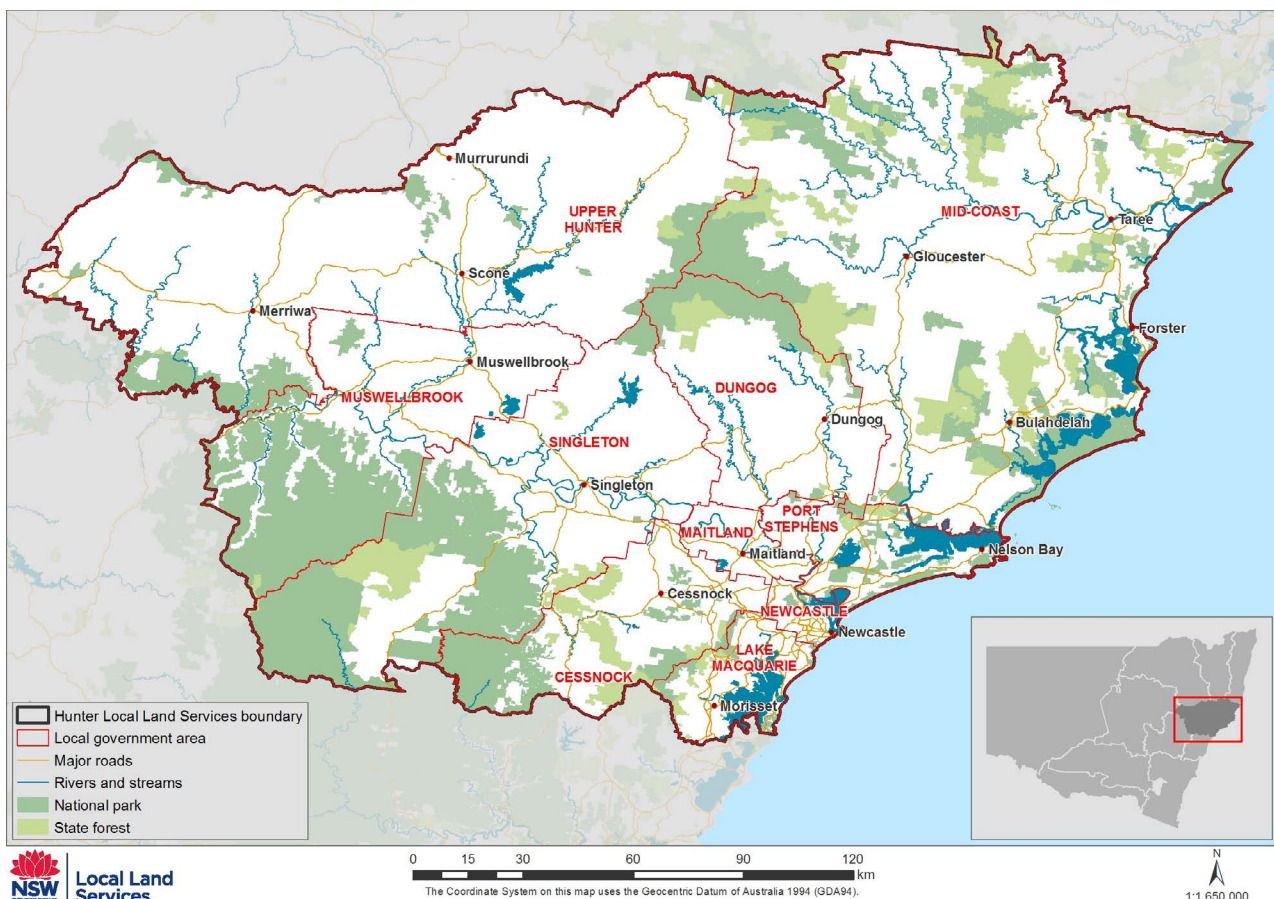 Murrurundi
UPPER
HUNTER
MID-COAST
Taree
Gloucester
Scone
Merriwa
Forster
Muswellbrook
MUSWELLBROOK
DUNGOG
Dungog
Bulahdelah
SINGLETON
Singleton
PORT
STEPHENS
MAITLAND
Maitland
Nelson Bay
Cessnock
NEWCASTLE
Newcastle
LAKE
MACQUARIE
CESSNOCK
Morisset
Hunter Local Land Services boundary
Local government area
Major roads
Rivers and streams
National park
State forest
0 15 30 60 90 120
km
The Coordinate System on this map uses the Geocentric Datum of Australia 1994 (GDA94).
N
1:1,650,000
NSW
Local Land
Services